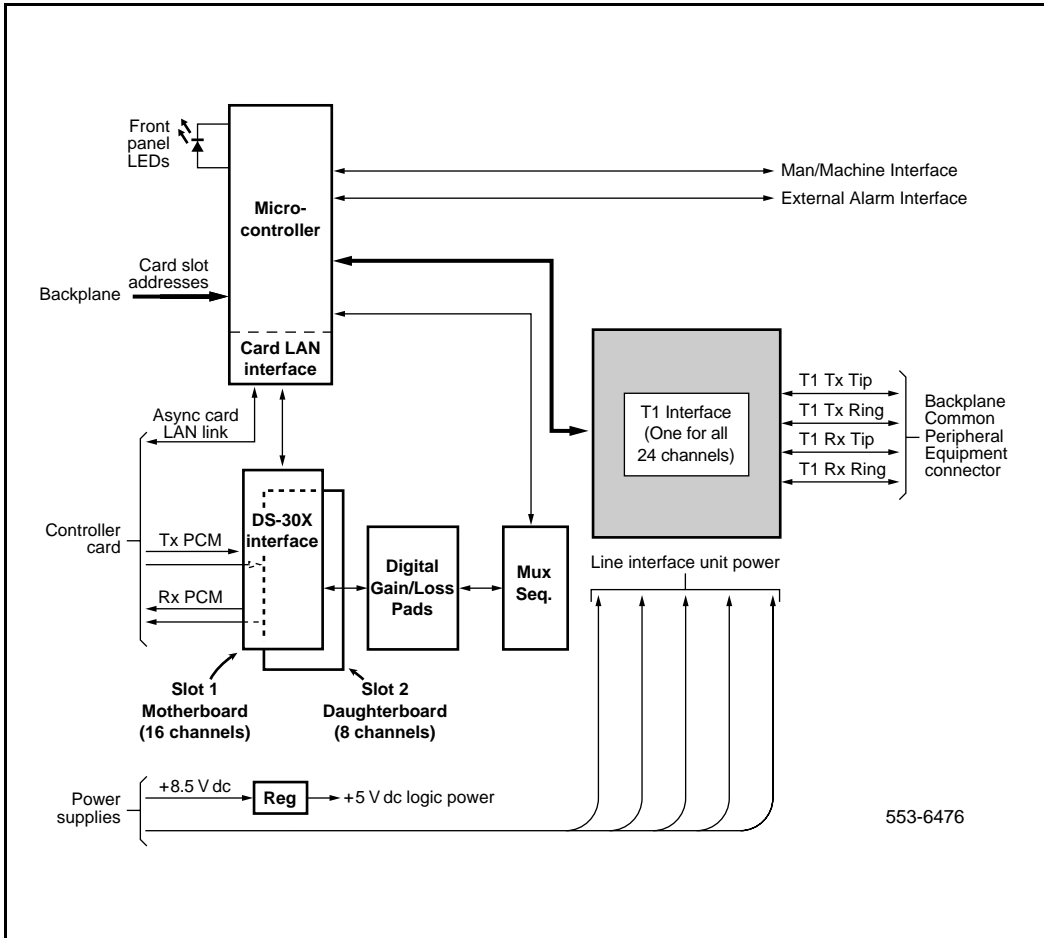 Front
panel
LEDs
Micro-
controller
Man/Machine Interface
External Alarm Interface
Card slot
addresses
Backplane
Card LAN
interface
Async card
LAN link
T1 Interface
(One for all
24 channels)
T1 Tx Tip
T1 Tx Ring
T1 Rx Tip
T1 Rx Ring
Backplane
Common
Peripheral
Equipment
connector
Controller
card
Tx PCM
Rx PCM
DS-30X
interface
Digital
Gain/Loss
Pads
Mux
Seq.
Line interface unit power
Slot 1
Motherboard
(16 channels)
Slot 2
Daughterboard
(8 channels)
Power
supplies
+8.5 V dc
Reg
+5 V dc logic power
553-6476